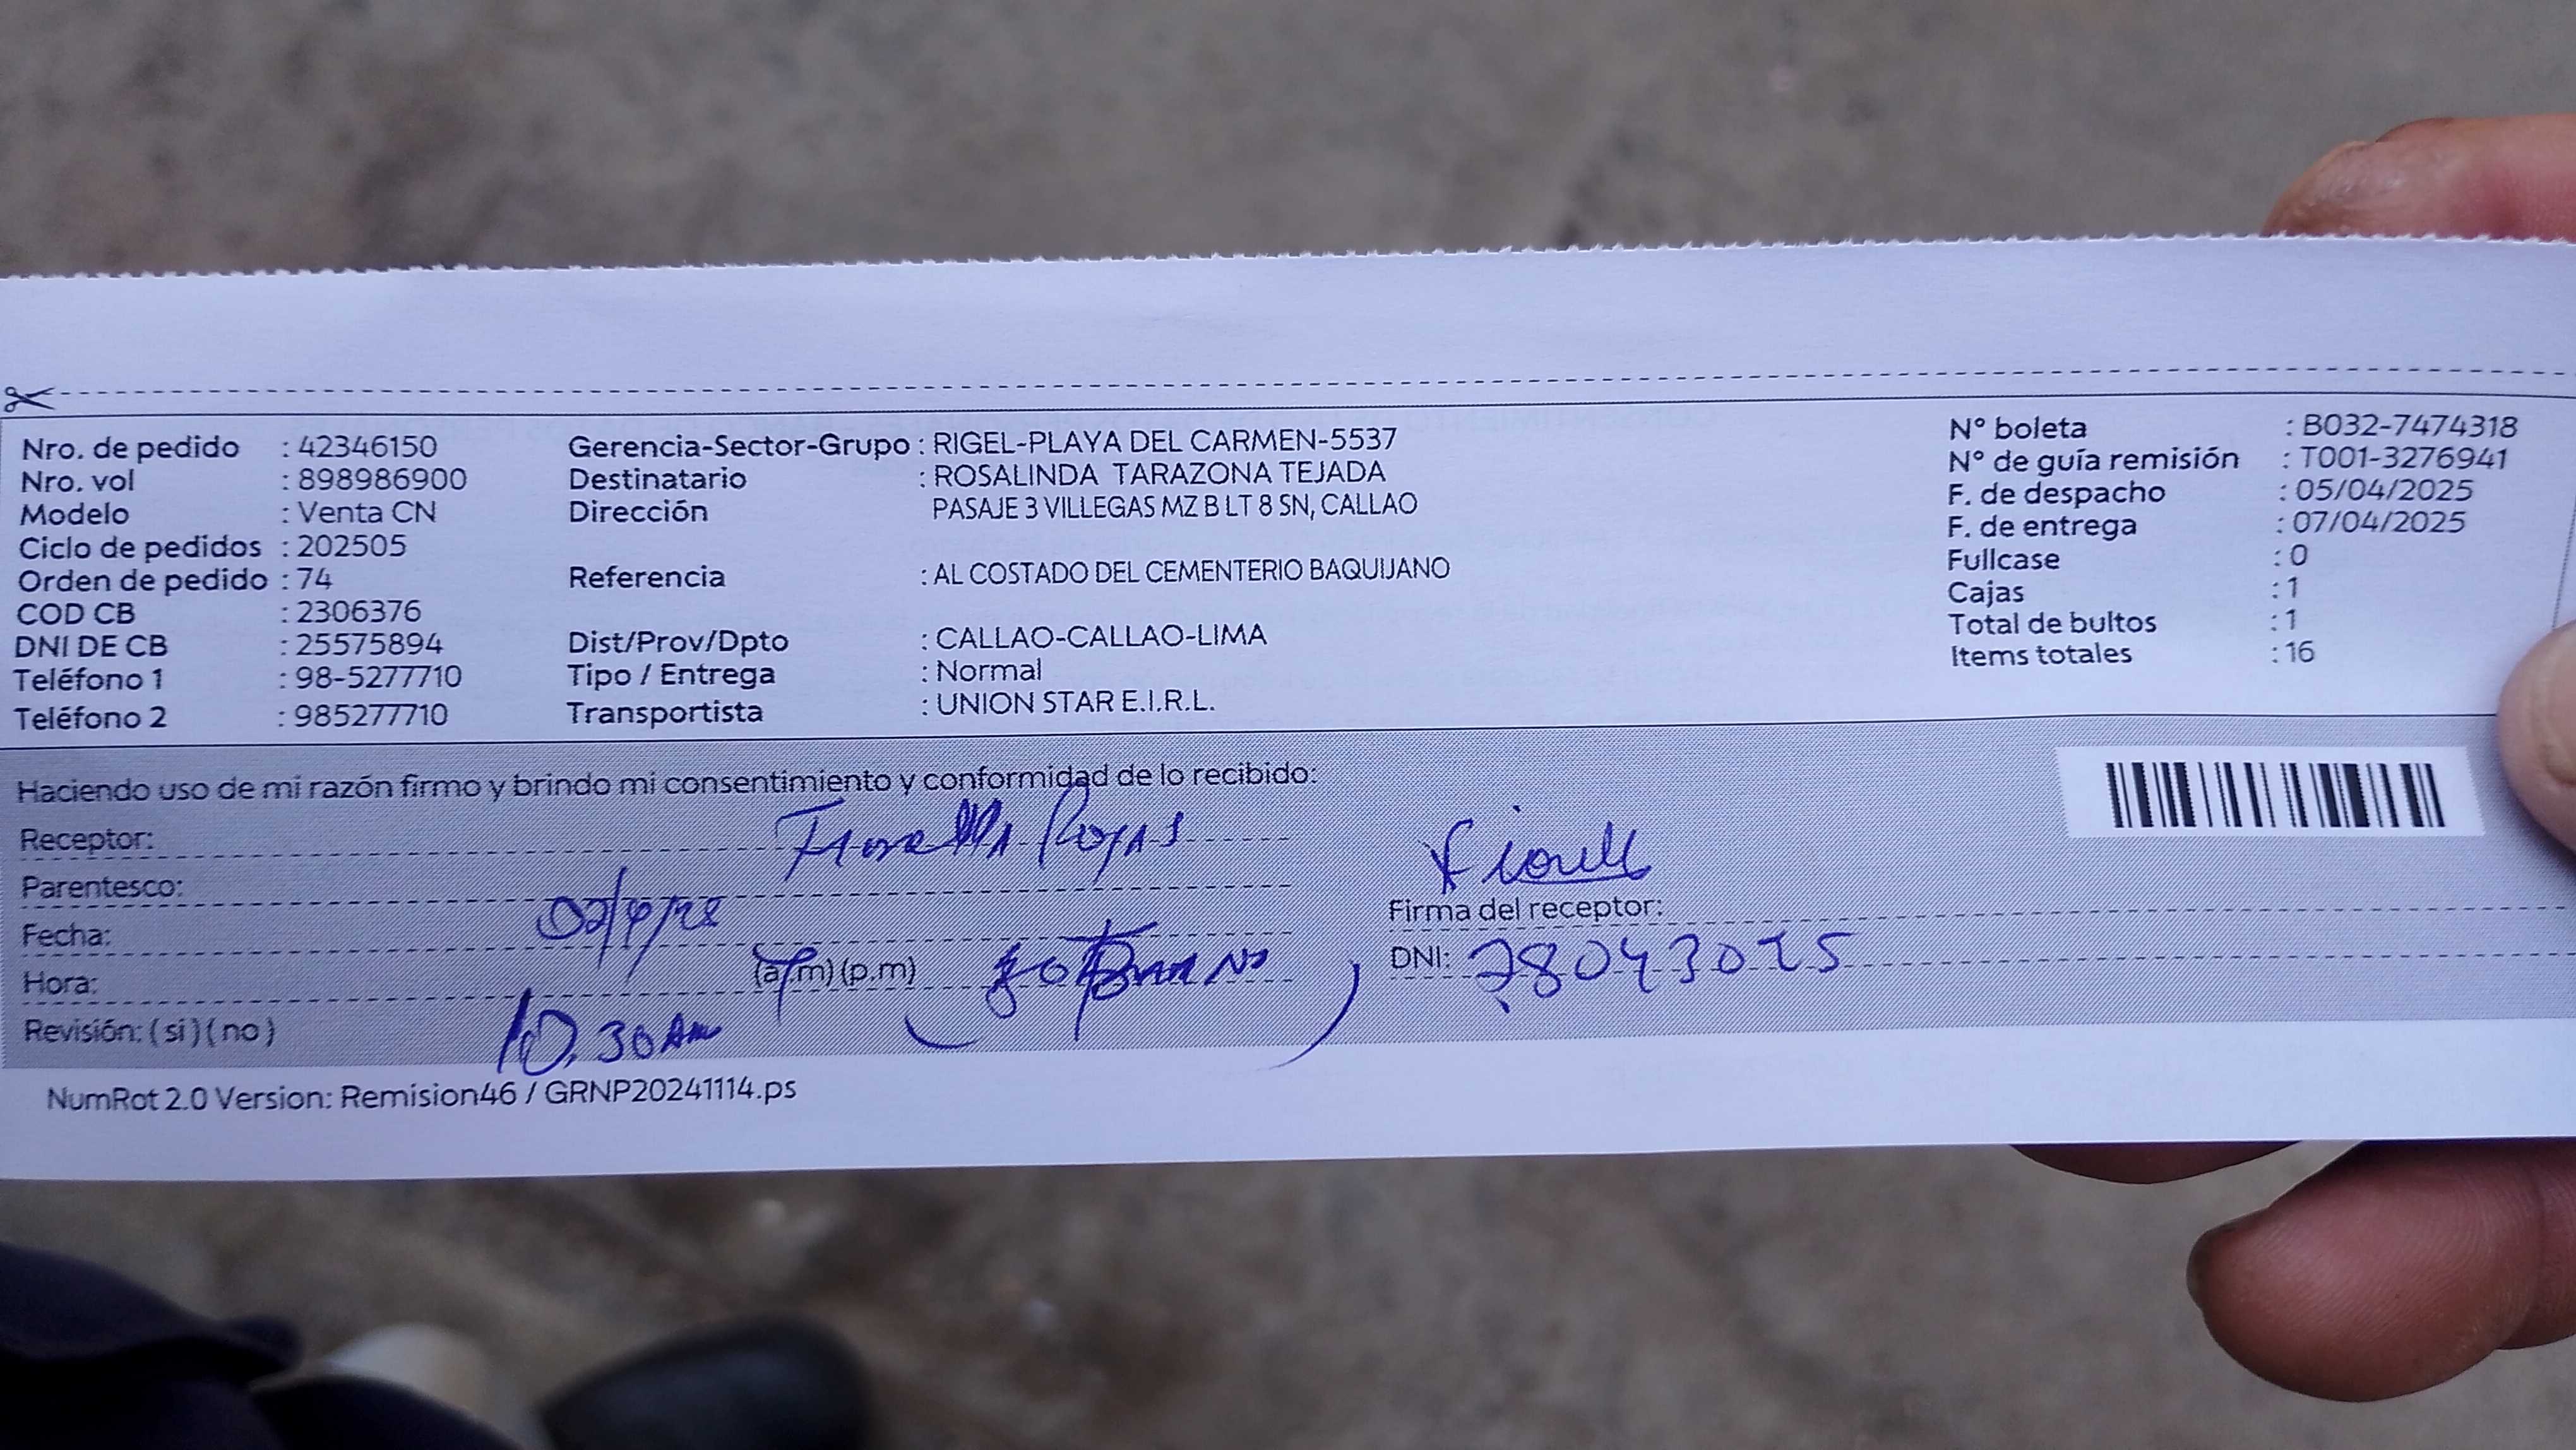 Nro. de pedido : 42346150
Nro. vol : 898986900
Modelo : Venta CN
Ciclo de pedidos : 202505
Orden de pedido : 74
COD CB : 2306376
DNI DE CB : 25575894
Teléfono 1 : 98-5277710
Teléfono 2 : 985277710
Gerencia-Sector-Grupo : RIGEL-PLAYA DEL CARMEN-5537
Destinatario : ROSALINDA TARAZONA TEJADA
Dirección PASAJE 3 VILLEGAS MZ B LT 8 SN, CALLAO
Referencia : AL COSTADO DEL CEMENTERIO BAQUIJANO
Dist/Prov/Dpto : CALLAO-CALLAO-LIMA
Tipo / Entrega : Normal
Transportista : UNION STAR E.I.R.L.
N° boleta : B032-7474318
N° de guía remisión : T001-3276941
F. de despacho : 05/04/2025
F. de entrega : 07/04/2025
Fullcase : 0
Cajas : 1
Total de bultos : 1
Items totales : 16
Haciendo uso de mi razón firmo y brindo mi consentimiento y conformidad de lo recibido:
Receptor: Fiorella Rojas
Parentesco:
Fecha:
Hora: (a.m) (p.m)
Revisión: ( si ) ( no ) 10.30 Am
Firma del receptor:
DNI: 78043025
NumRot 2.0 Version: Remision46 / GRNP20241114.ps